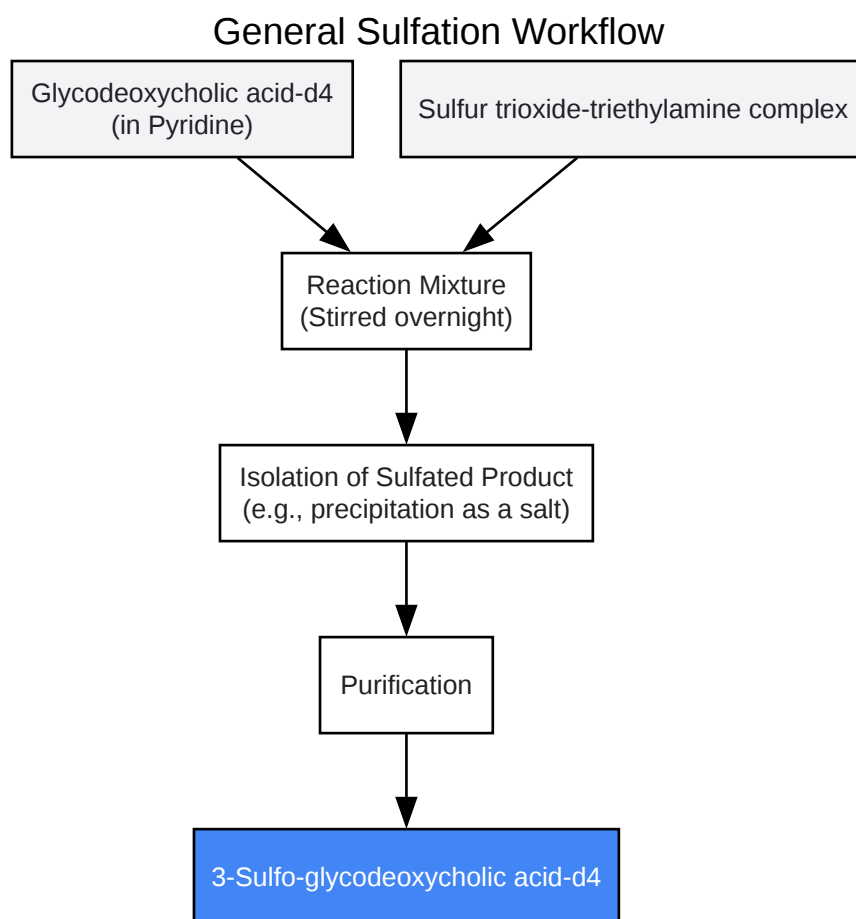 General Sulfation Workflow
Glycodeoxycholic acid-d4
(in Pyridine)
Sulfur trioxide-triethylamine complex
Reaction Mixture
(Stirred overnight)
Isolation of Sulfated Product
(e.g., precipitation as a salt)
Purification
3-Sulfo-glycodeoxycholic acid-d4